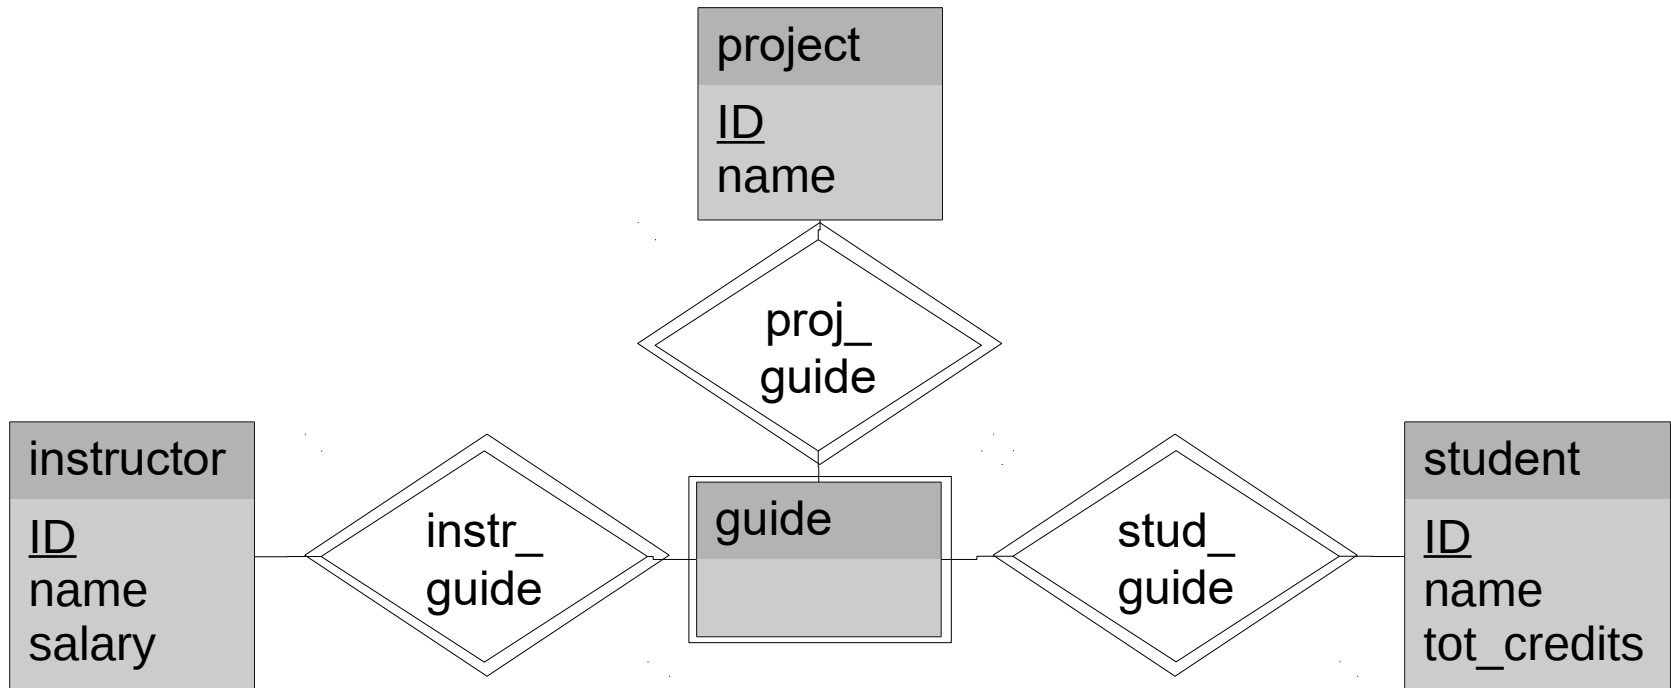 project
ID
name
proj_
guide
instructor
ID
name
salary
instr_
guide
guide
stud_
guide
student
ID
name
tot_credits